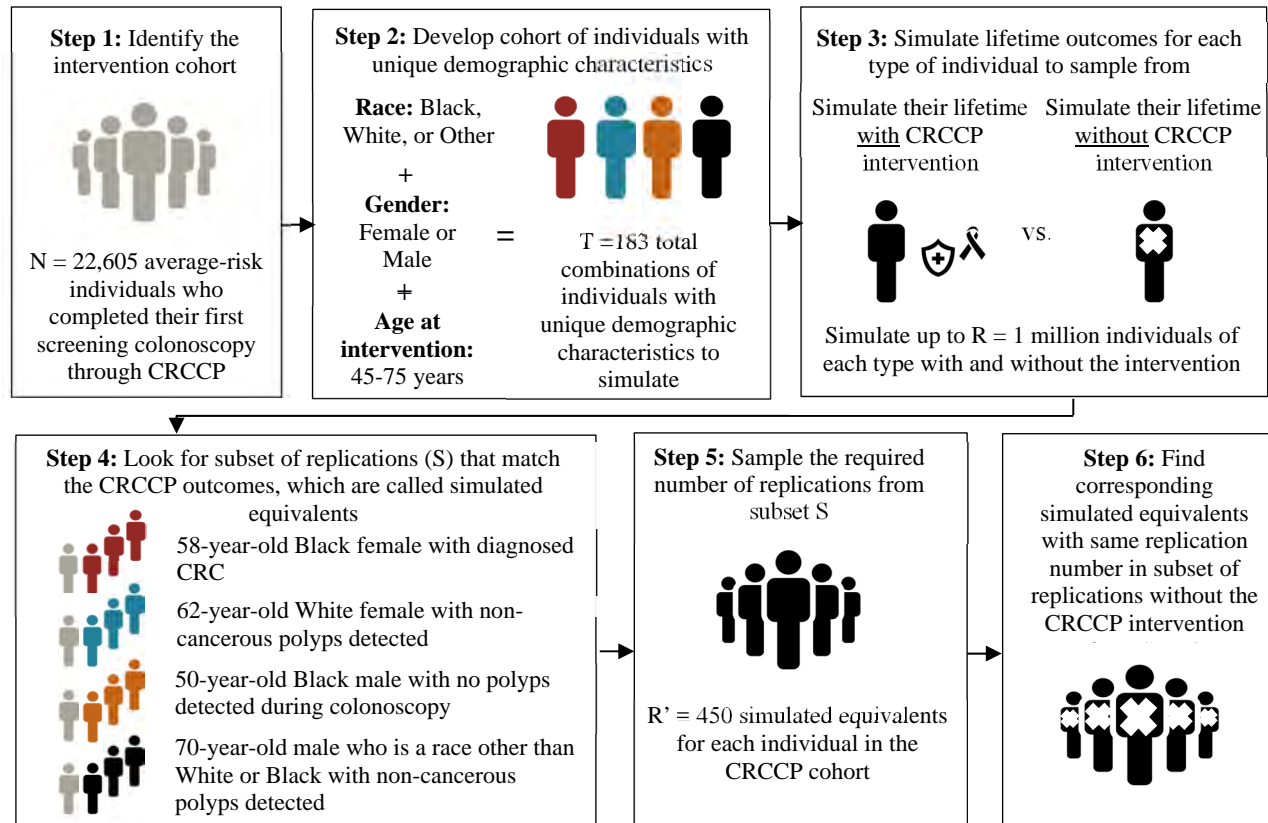 Step 1: Identify the
intervention cohort
N = 22,605 average-risk
individuals who
completed their first
screening colonoscopy
through CRCCP
Step 2: Develop cohort of individuals with
unique demographic characteristics
Race: Black,
White, or Other
+
Gender:
Female or
Male
+
Age at
intervention:
45-75 years
=
T =183 total
combinations of
individuals with
unique demographic
characteristics to
simulate
Step 3: Simulate lifetime outcomes for each
type of individual to sample from
Simulate their lifetime
with CRCCP
intervention
vs.
Simulate their lifetime
without CRCCP
intervention
Simulate up to R = 1 million individuals of
each type with and without the intervention
Step 4: Look for subset of replications (S) that match
the CRCCP outcomes, which are called simulated
equivalents
58-year-old Black female with diagnosed
CRC
62-year-old White female with non-
cancerous polyps detected
50-year-old Black male with no polyps
detected during colonoscopy
70-year-old male who is a race other than
White or Black with non-cancerous
polyps detected
Step 5: Sample the required
number of replications from
subset S
R’ = 450 simulated equivalents
for each individual in the
CRCCP cohort
Step 6: Find
corresponding
simulated equivalents
with same replication
number in subset of
replications without the
CRCCP intervention